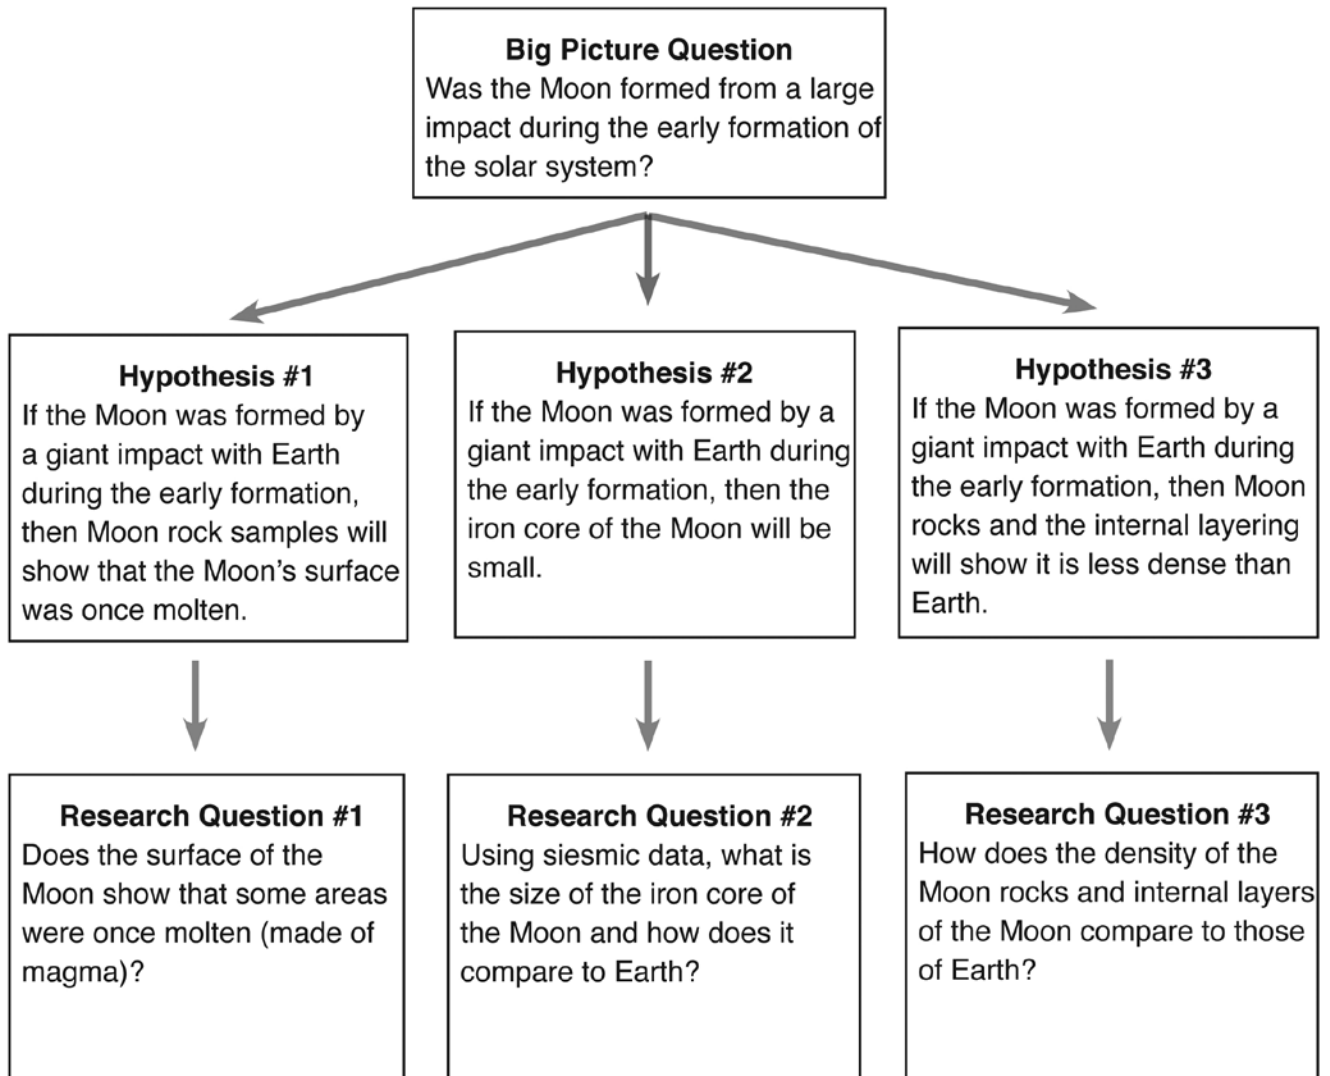 Big Picture Question
Was the Moon formed from a large
impact during the early formation of
the solar system?
Hypothesis #1
If the Moon was formed by
a giant impact with Earth
during the early formation,
then Moon rock samples will
show that the Moon's surface
was once molten.
Hypothesis #2
If the Moon was formed by a
giant impact with Earth during
the early formation, then the
iron core of the Moon will be
small.
Hypothesis #3
If the Moon was formed by a
giant impact with Earth during
the early formation, then Moon
rocks and the internal layering
will show it is less dense than
Earth.
Research Question #1
Does the surface of the
Moon show that some areas
were once molten (made of
magma)?
Research Question #2
Using siesmic data, what is
the size of the iron core of
the Moon and how does it
compare to Earth?
Research Question #3
How does the density of the
Moon rocks and internal layers
of the Moon compare to those
of Earth?